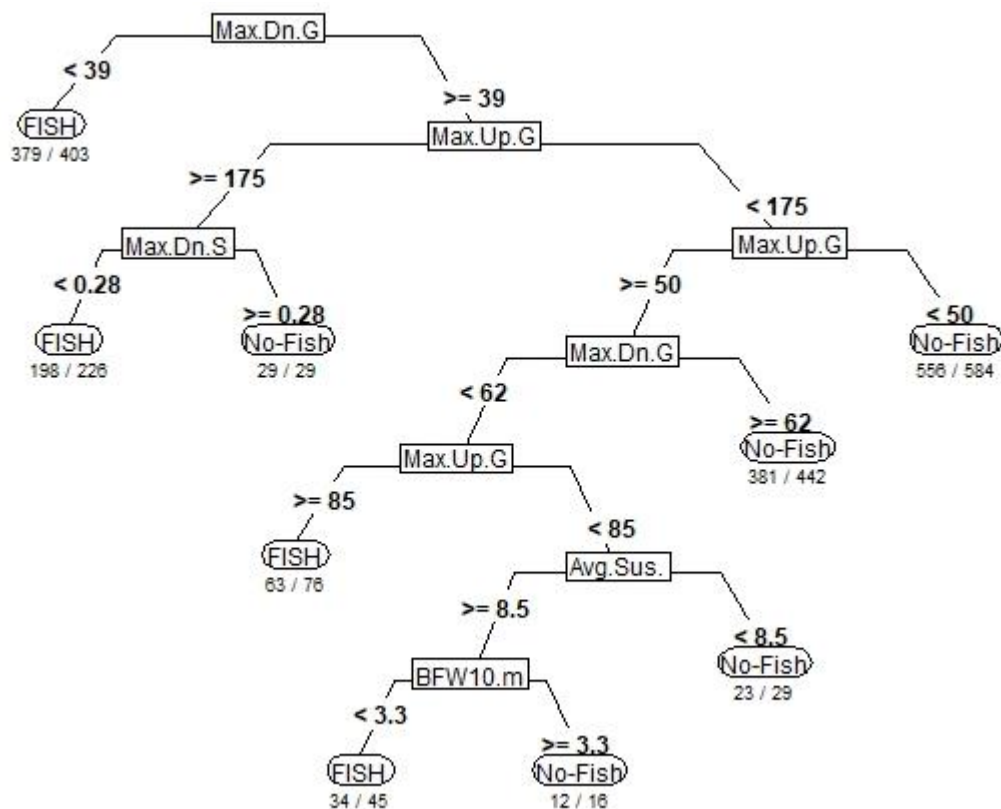 Max.Dn.G
< 39
>= 39
FISH
379 / 403
Max.Up.G
>= 175
< 175
Max.Dn.S
Max.Up.G
< 0.28
>= 0.28
>= 50
< 50
FISH
198 / 226
No-Fish
29 / 29
Max.Dn.G
No-Fish
556 / 584
< 62
>= 62
Max.Up.G
No-Fish
381 / 442
>= 85
< 85
FISH
63 / 76
Avg.Sus.
>= 8.5
< 8.5
BFW10.m
No-Fish
23 / 29
< 3.3
>= 3.3
FISH
34 / 45
No-Fish
12 / 16